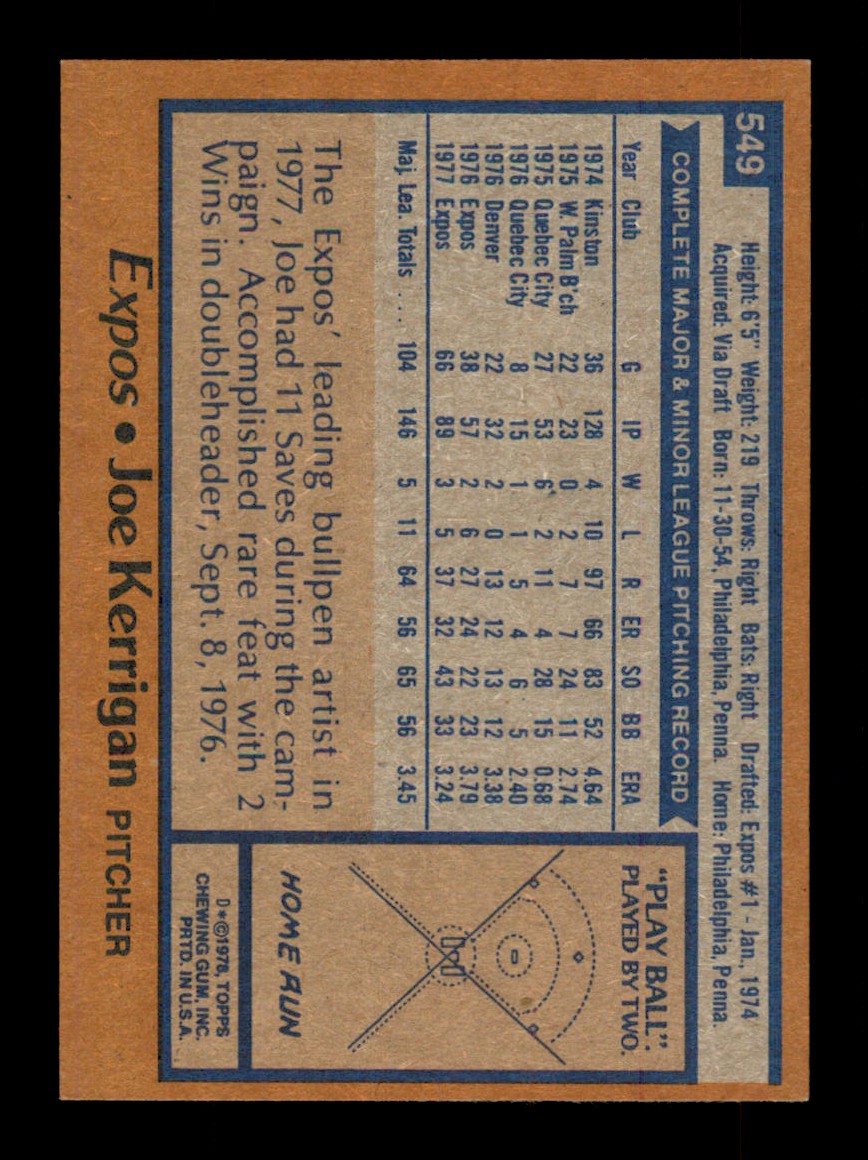 549
Height: 6'5" Weight: 219 Throws: Right Bats: Right Drafted: Expos #1 - Jan., 1974
Acquired: Via Draft Born: 11-30-54, Philadelphia, Penna. Home: Philadelphia, Penna.
COMPLETE MAJOR & MINOR LEAGUE PITCHING RECORD
Year Club G IP W L R ER SO BB ERA
1974 Kinston 36 128 4 10 97 66 83 52 4.64
1975 W. Palm B'ch 22 23 0 2 7 7 24 11 2.74
1975 Quebec City 27 53 6 2 11 4 28 15 0.68
1976 Quebec City 8 15 1 1 5 4 6 5 2.40
1976 Denver 22 32 2 0 13 12 13 12 3.38
1976 Expos 38 57 2 6 27 24 22 23 3.79
1977 Expos 66 89 3 5 37 32 43 33 3.24
Maj. Lea. Totals .... 104 146 5 11 64 56 65 56 3.45
The Expos' leading bullpen artist in
1977, Joe had 11 Saves during the cam-
paign. Accomplished rare feat with 2
Wins in doubleheader, Sept. 8, 1976.
"PLAY BALL":
PLAYED BY TWO.
HOME RUN
D*©1978, TOPPS
CHEWING GUM, INC.
PRTD. IN U.S.A.
Expos • Joe Kerrigan PITCHER